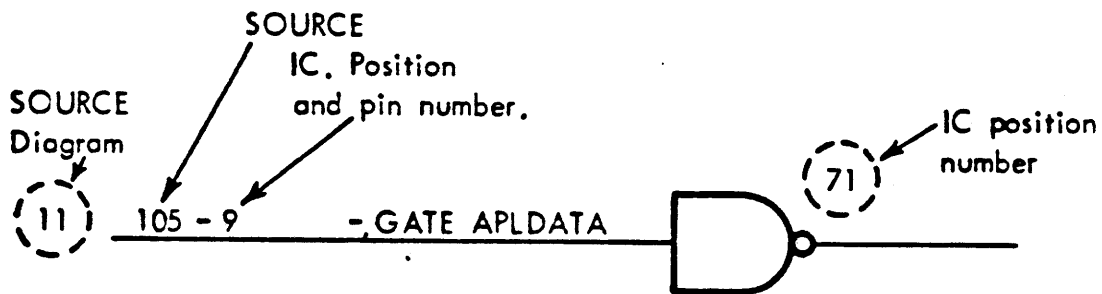 SOURCE
IC. Position
and pin number.
SOURCE
Diagram
IC position
number
71
11 105 - 9 - GATE APLDATA